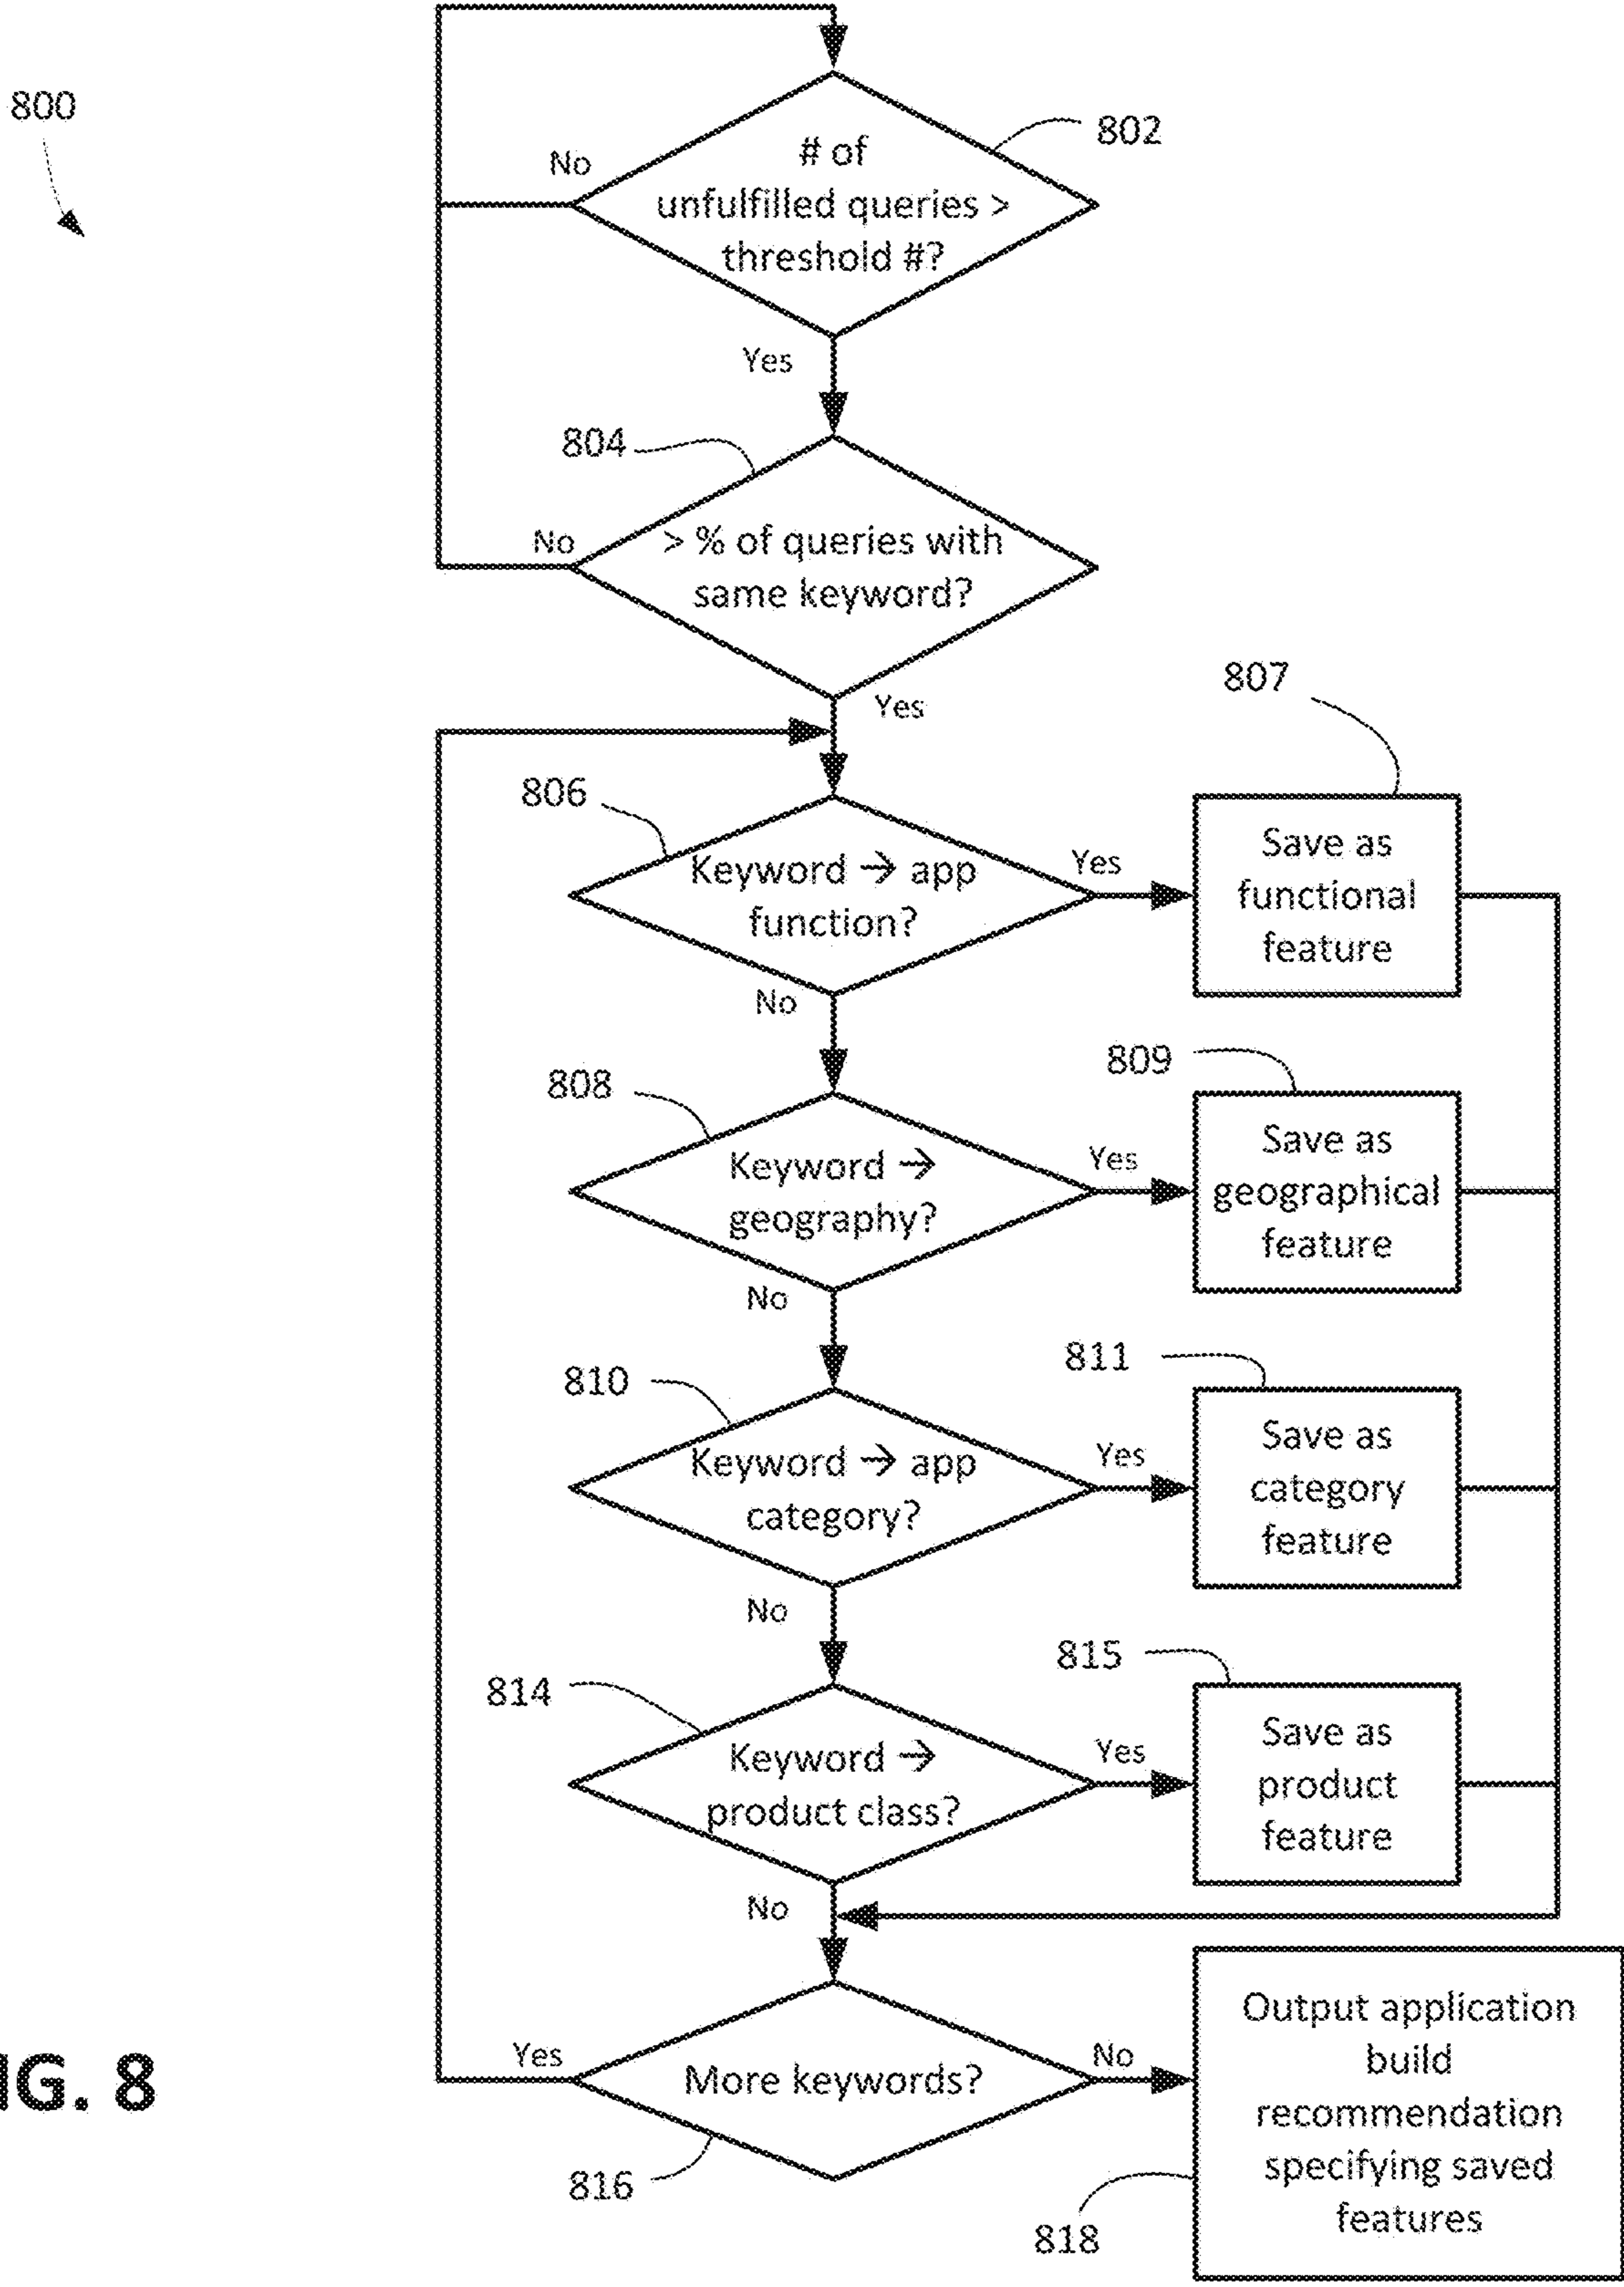 800
802
No
# of
unfulfilled queries >
threshold #?
Yes
804
No
> % of queries with
same keyword?
Yes
807
806
Keyword → app
function?
Yes
Save as
functional
feature
No
809
808
Keyword →
geography?
Yes
Save as
geographical
feature
No
811
810
Keyword → app
category?
Yes
Save as
category
feature
No
815
814
Keyword →
product class?
Yes
Save as
product
feature
No
Yes
More keywords?
No
Output application
build
recommendation
specifying saved
features
816
818
IG. 8